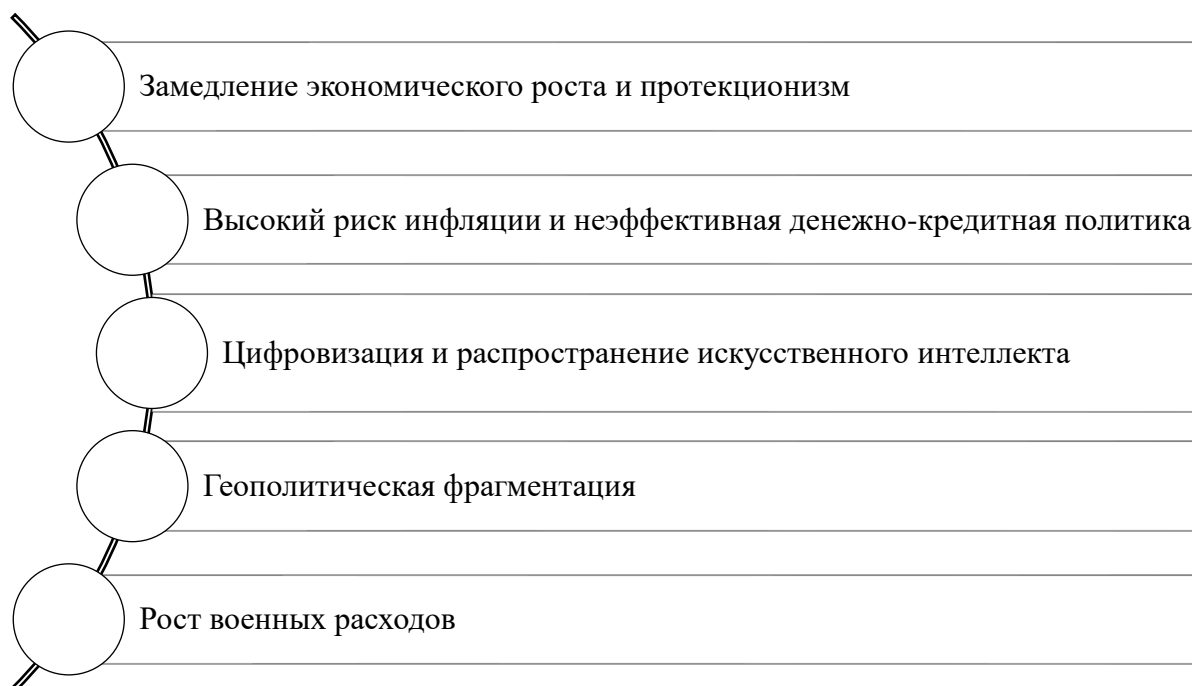 Замедление экономического роста и протекционизм
Высокий риск инфляции и неэффективная денежно-кредитная политика
Цифровизация и распространение искусственного интеллекта
Геополитическая фрагментация
Рост военных расходов